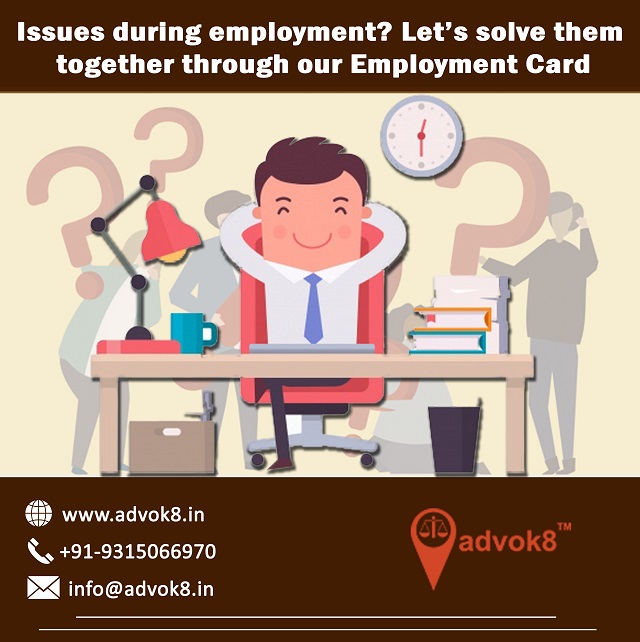 Issues during employment? Let's solve them
together through our Employment Card
www.advok8.in
+91-9315066970
info@advok8.in
advok8™